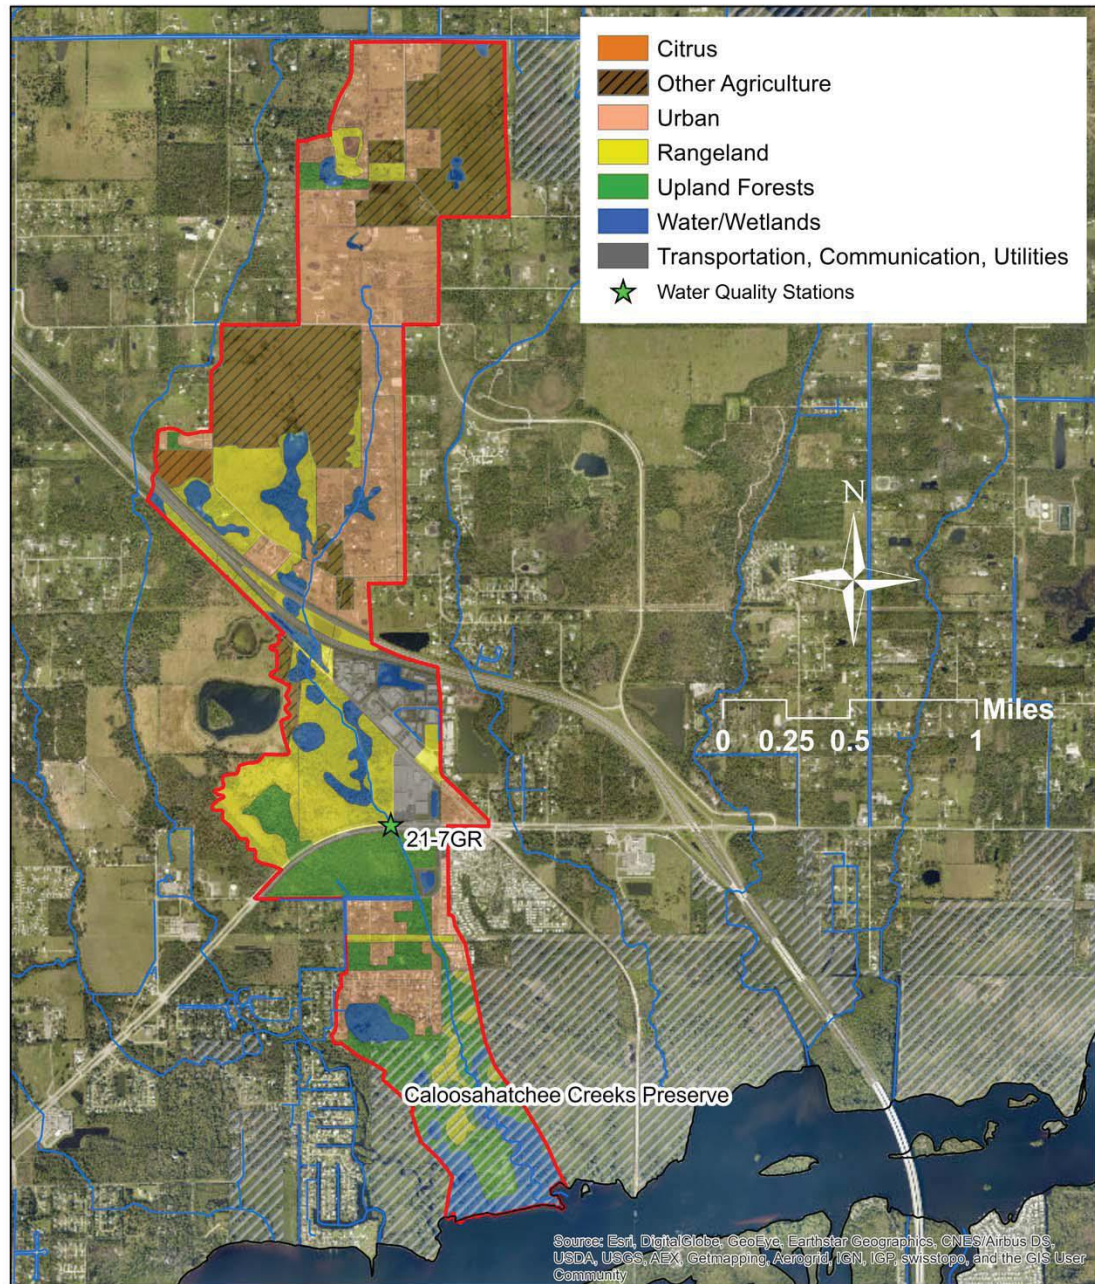 Citrus
Other Agriculture
Urban
Rangeland
Upland Forests
Water/Wetlands
Transportation, Communication, Utilities
Water Quality Stations
N
Miles
0 0.25 0.5 1
21-7GR
Caloosahatchee Creeks Preserve
Source: Esri, DigitalGlobe, GeoEye, Earthstar Geographics, CNES/Airbus DS,
USDA, USGS, AEX, Getmapping, Aerogrid, IGN, IGP, swisstopo, and the GIS User
Community